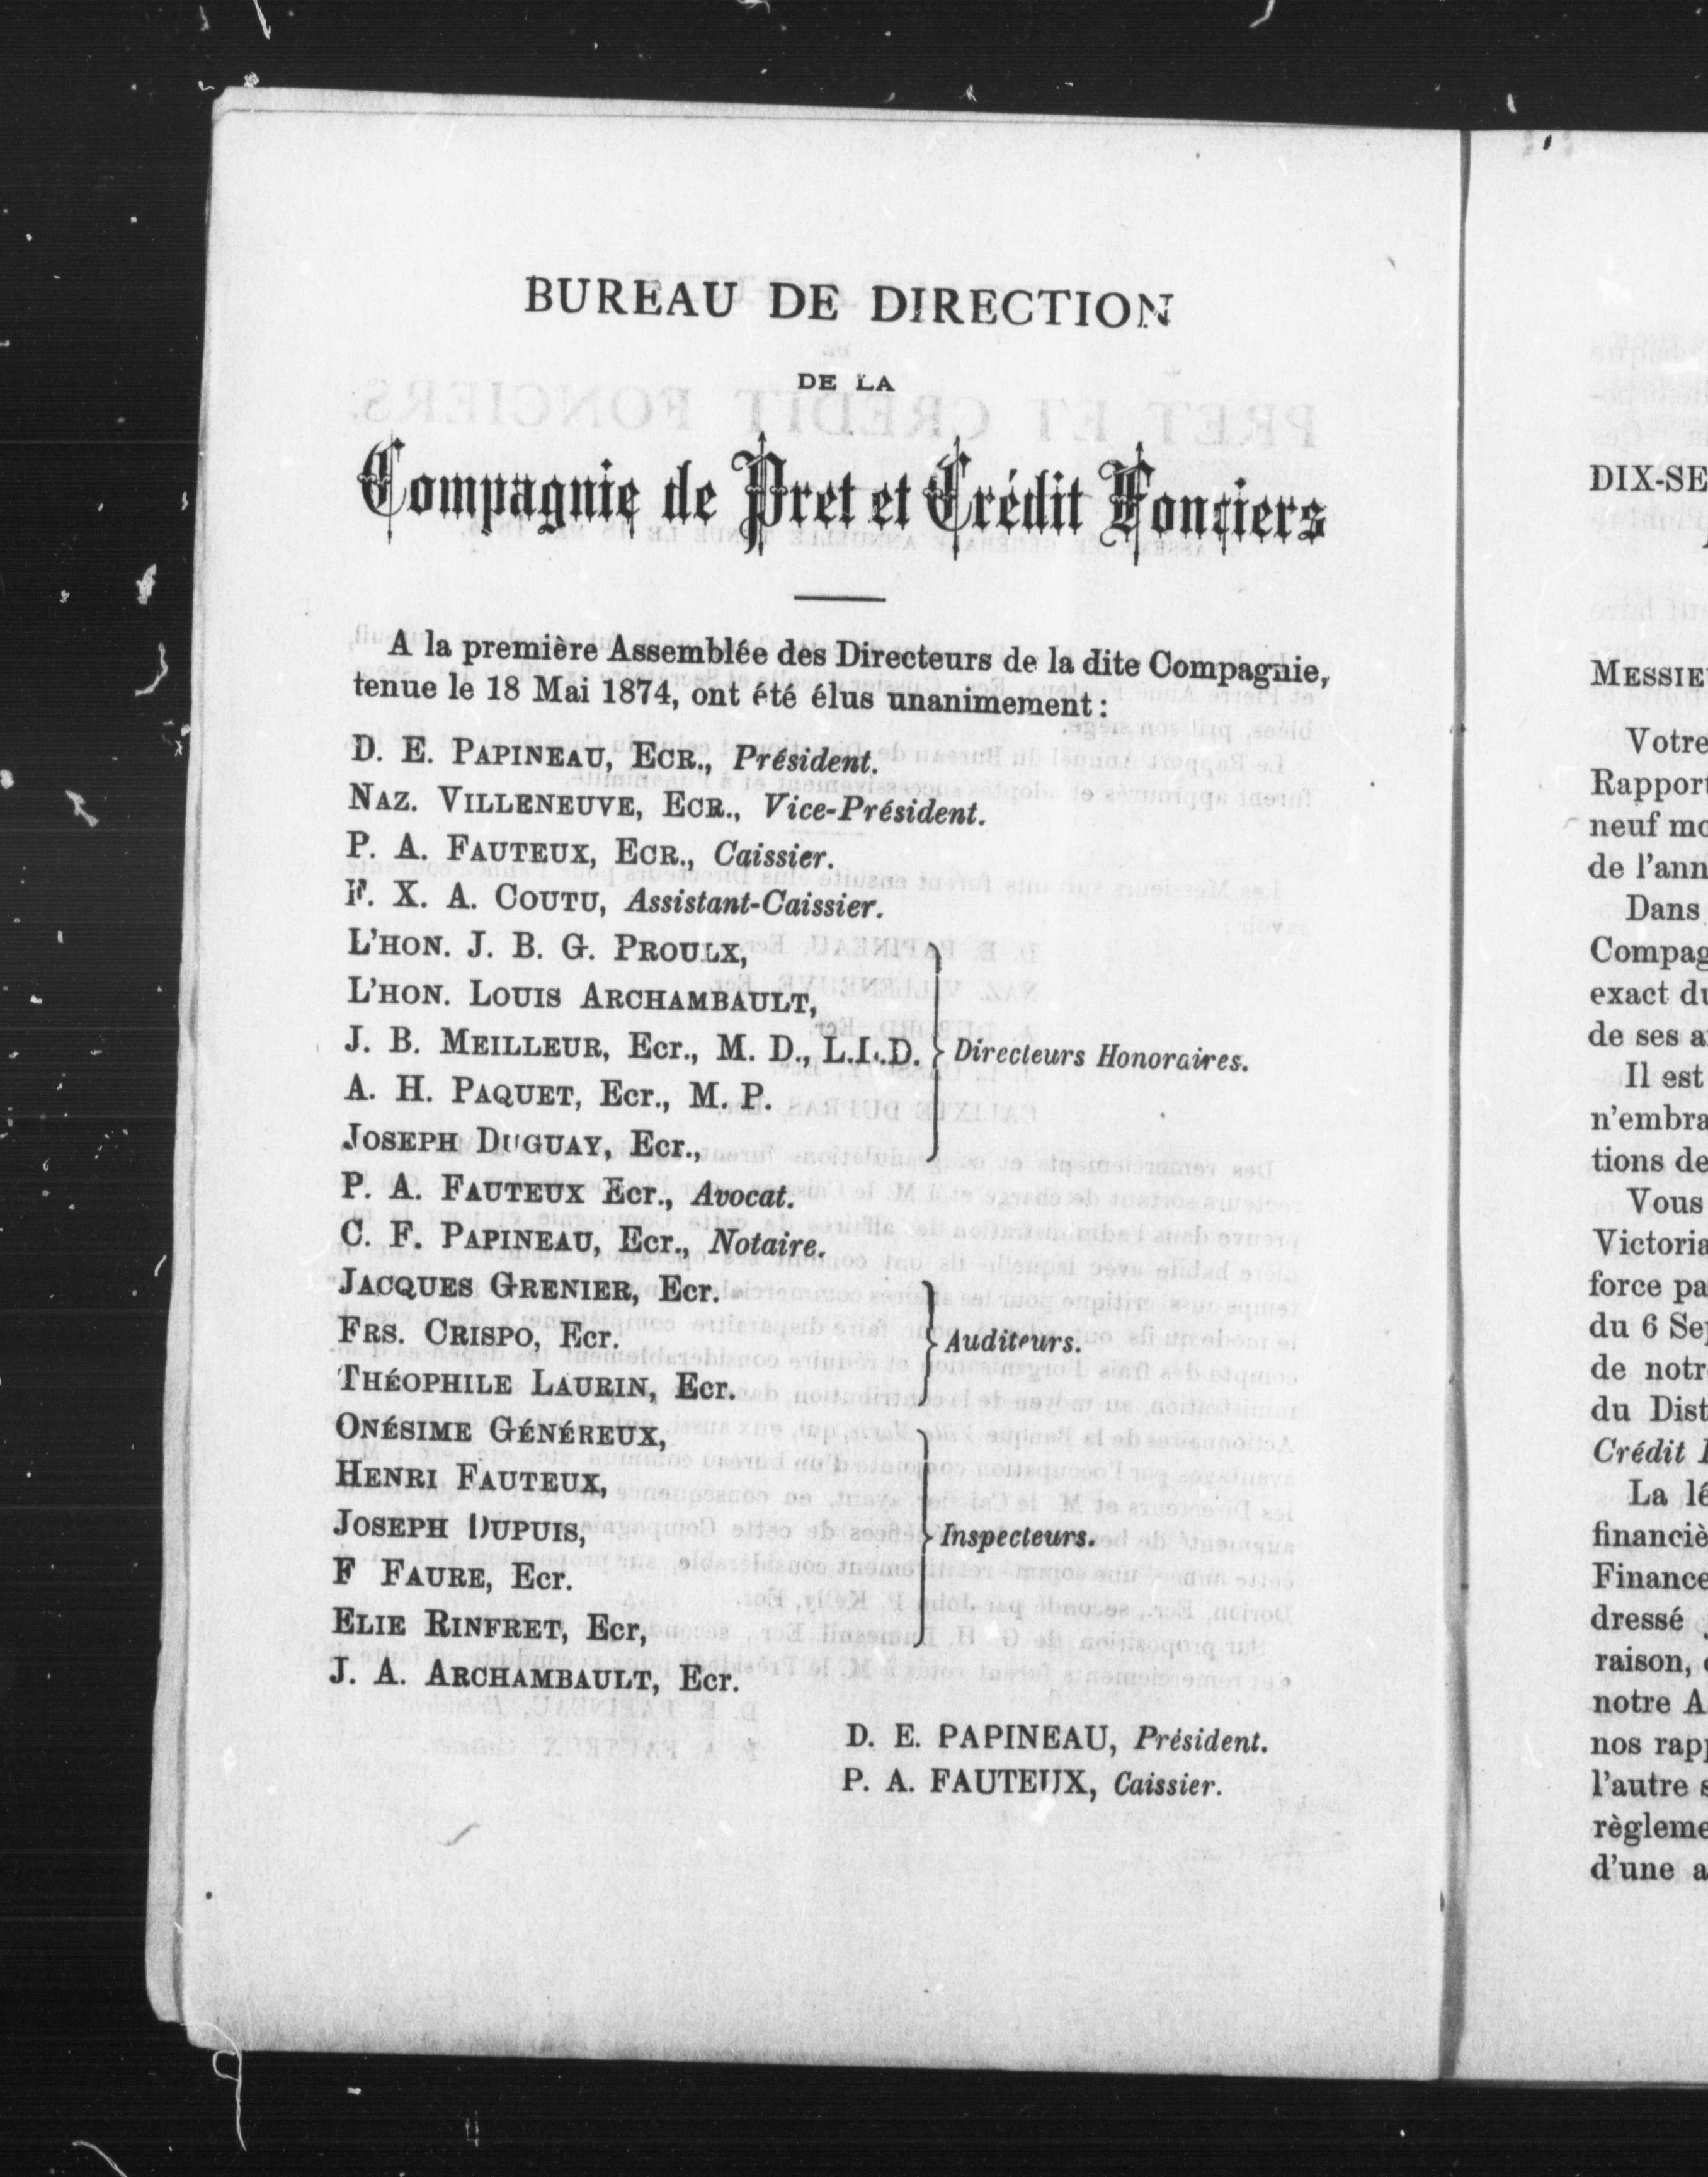 BUREAU DE DIRECTION
DE LA
Compagnie de Pret et Crédit Fonciers
A la première Assemblée des Directeurs de la dite Compagnie,
tenue le 18 Mai 1874, ont été élus unanimement :
D. E. PAPINEAU, ECR., Président.
NAZ. VILLENEUVE, ECR., Vice-Président.
P. A. FAUTEUX, ECR., Caissier.
F. X. A. COUTU, Assistant-Caissier.
L'HON. J. B. G. PROULX,
L'HON. LOUIS ARCHAMBAULT,
J. B. MEILLEUR, Ecr., M. D., L.L.D. } Directeurs Honoraires.
A. H. PAQUET, Ecr., M. P.
JOSEPH DUGUAY, Ecr.,
P. A. FAUTEUX Ecr., Avocat.
C. F. PAPINEAU, Ecr., Notaire.
JACQUES GRENIER, Ecr.
FRS. CRISPO, Ecr. } Auditeurs.
THÉOPHILE LAURIN, Ecr.
ONÉSIME GÉNÉREUX,
HENRI FAUTEUX,
JOSEPH DUPUIS, } Inspecteurs.
F FAURE, Ecr.
ELIE RINFRET, Ecr,
J. A. ARCHAMBAULT, Ecr.
D. E. PAPINEAU, Président.
P. A. FAUTEUX, Caissier.
DIX-SE
MESSIE
Votre
Rapport
neuf mo
de l'ann
Dans
Compag
exact du
de ses a
Il est
n'embra
tions de
Vous
Victoria
force pa
du 6 Sep
de notr
du Dist
Crédit
La lé
financiè
Finance
dressé
raison,
notre A
nos rapp
l'autre s
règleme
d'une a